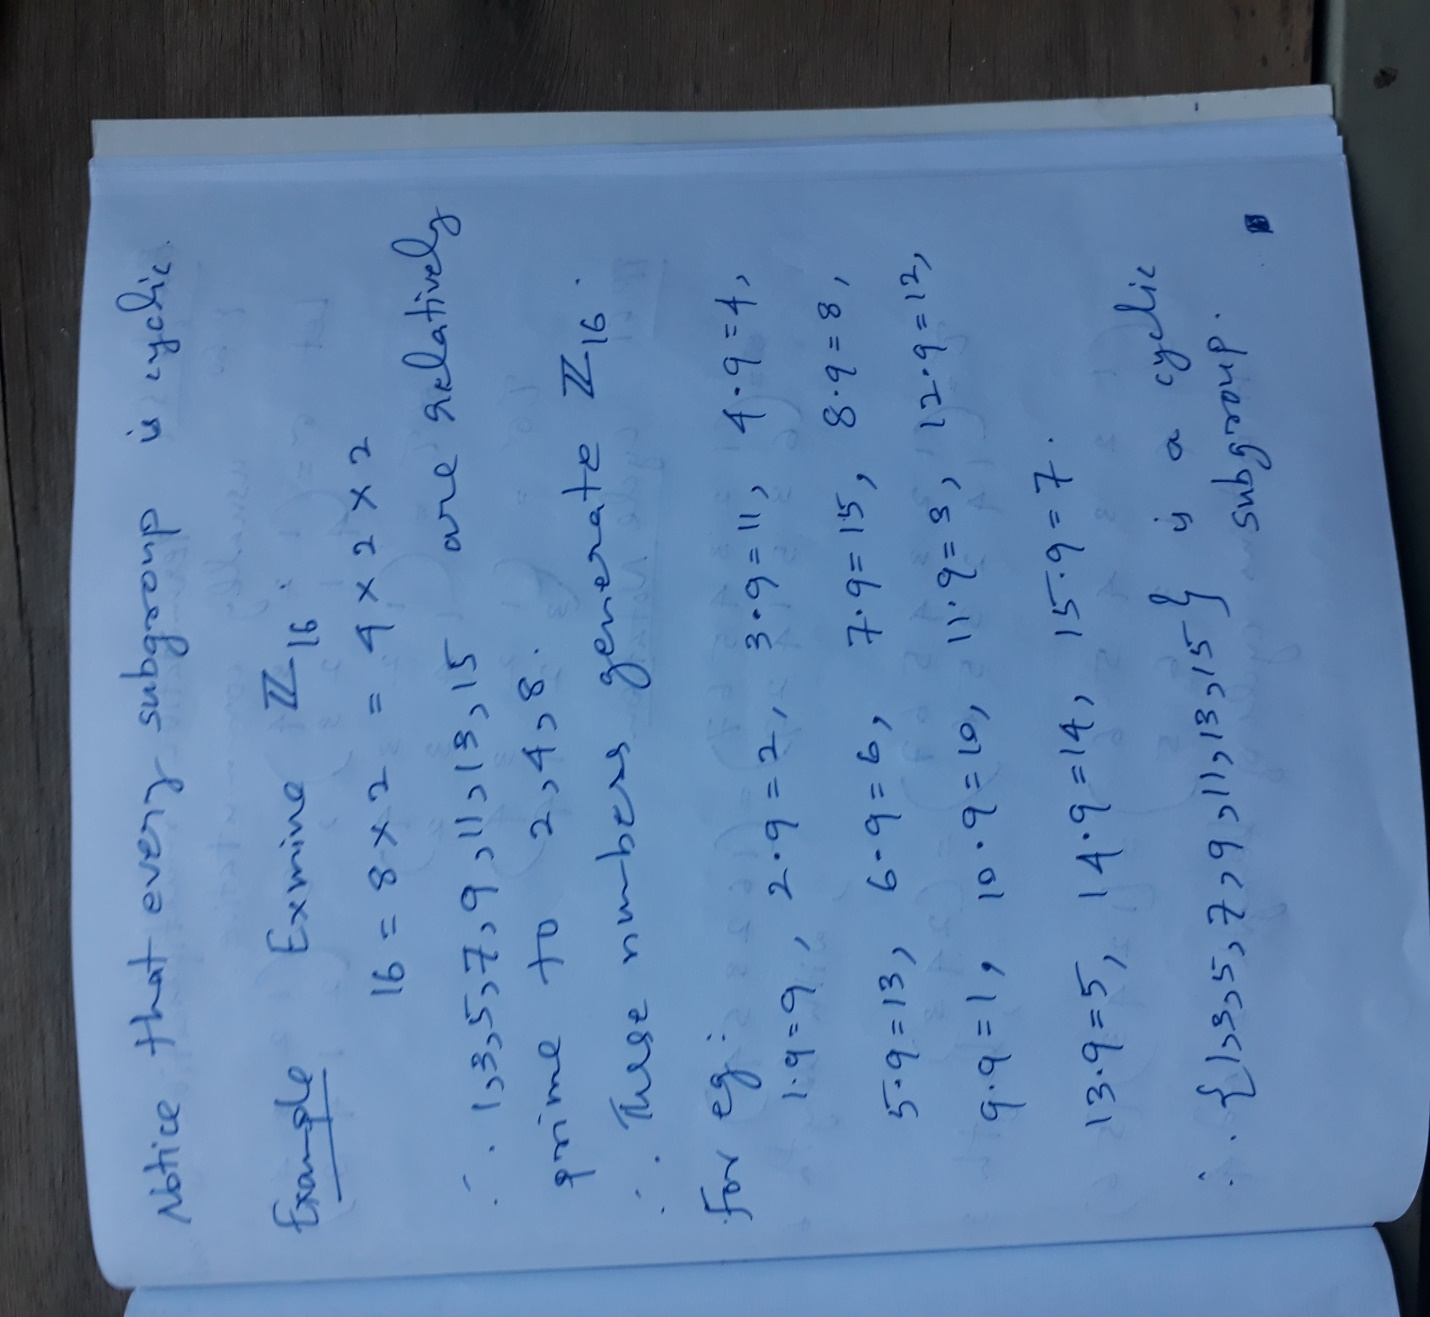 Notice that every subgroup is cyclic.
Example Exmine ℤ₁₆.
16 = 8 × 2 = 4 × 2 × 2
∴ 1,3,5,7,9,11,13,15 are relatively
prime to 2,4,8.
∴ These numbers generate ℤ₁₆.
For eg:
1·9=9, 2·9=2, 3·9=11, 4·9=4,
5·9=13, 6·9=6, 7·9=15, 8·9=8,
9·9=1, 10·9=10, 11·9=3, 12·9=12,
13·9=5, 14·9=14, 15·9=7.
∴ {1,3,5,7,9,11,13,15} is a cyclic
subgroup.